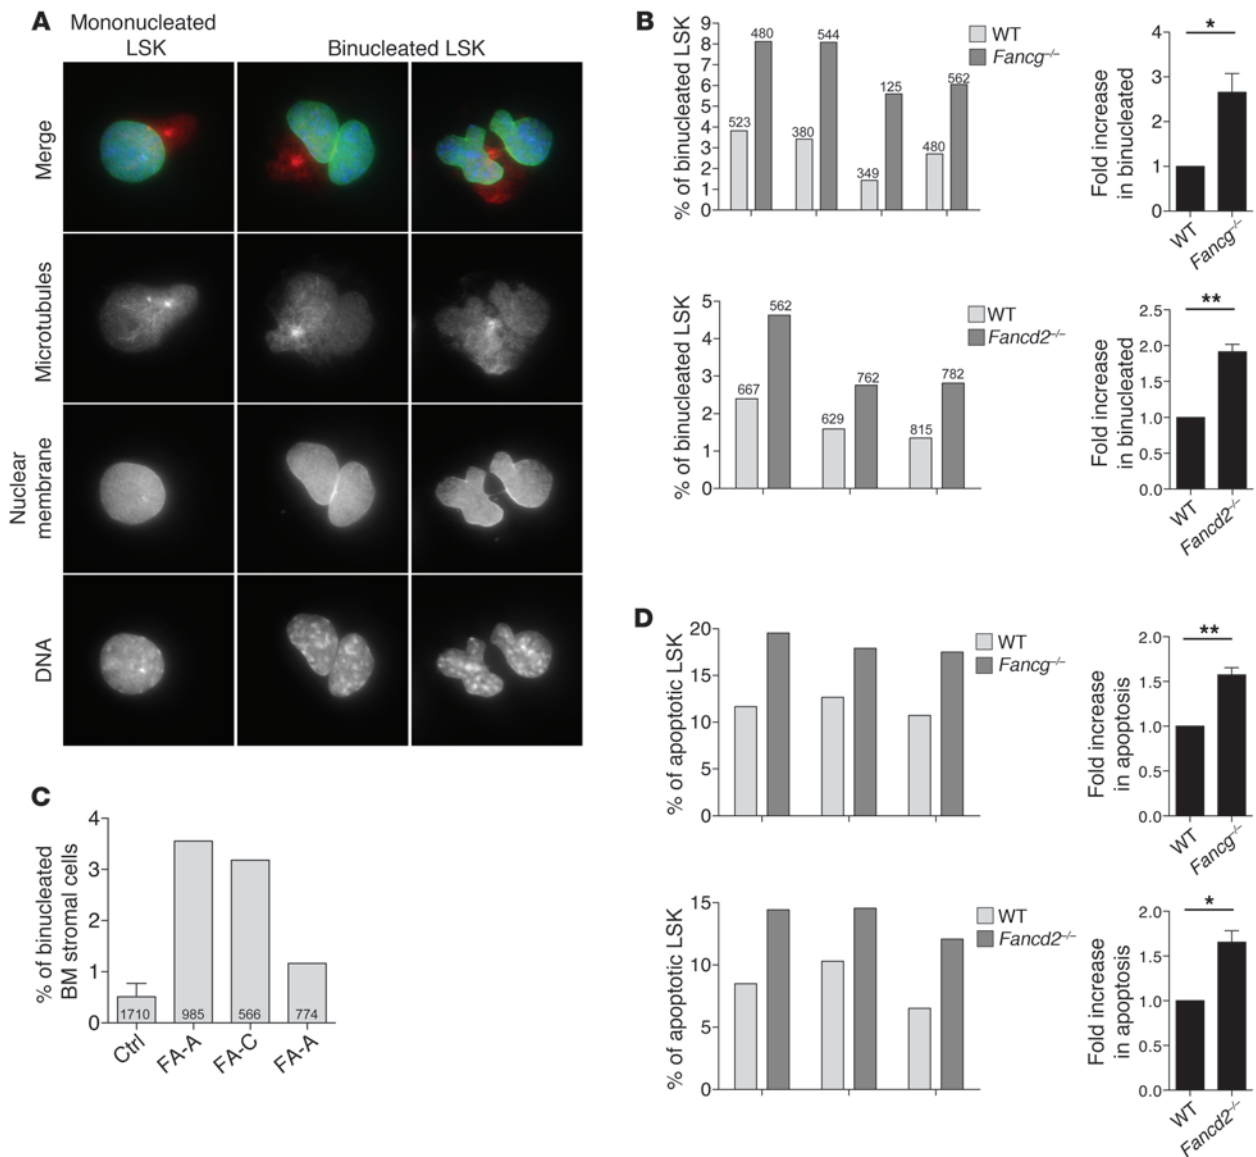 A
Mononucleated
LSK
Binucleated LSK
Merge
Microtubules
Nuclear
membrane
DNA
B
% of binucleated LSK
9
8
7
6
5
4
3
2
1
0
523
480
380
544
349
125
480
562
WT
Fancg–/–
Fold increase
in binucleated
4
3
2
1
0
*
WT
Fancg–/–
% of binucleated LSK
5
4
3
2
1
0
667
562
629
762
815
782
WT
Fancd2–/–
Fold increase
in binucleated
2.5
2.0
1.5
1.0
0.5
0.0
**
WT
Fancd2–/–
C
% of binucleated
BM stromal cells
4
3
2
1
0
1710
985
566
774
Ctrl
FA-A
FA-C
FA-A
D
% of apoptotic LSK
20
15
10
5
0
WT
Fancg–/–
Fold increase
in apoptosis
2.0
1.5
1.0
0.5
0.0
**
WT
Fancg–/–
% of apoptotic LSK
15
10
5
0
WT
Fancd2–/–
Fold increase
in apoptosis
2.0
1.5
1.0
0.5
0.0
*
WT
Fancd2–/–